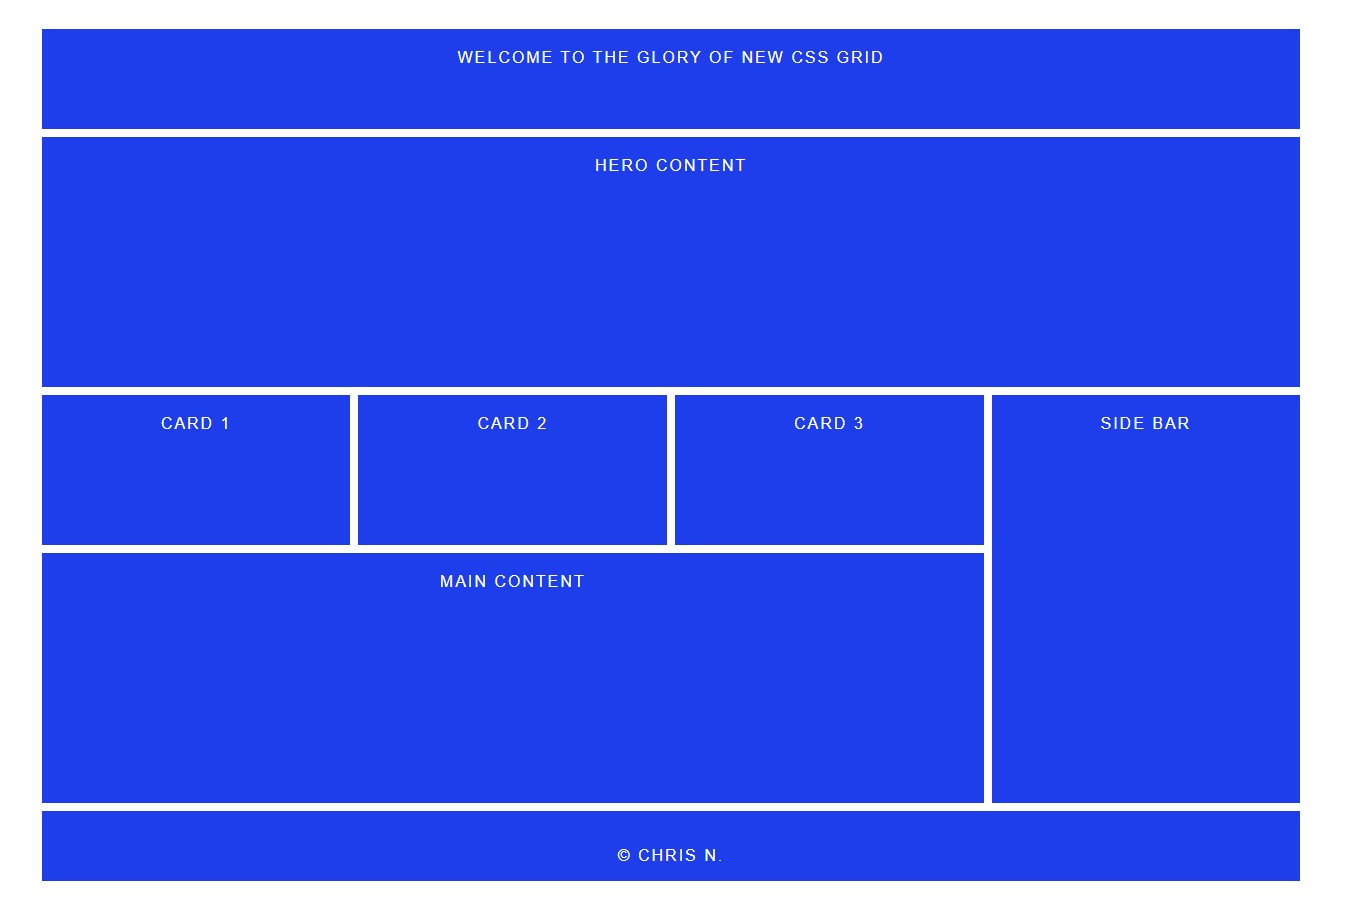 WELCOME TO THE GLORY OF NEW CSS GRID
HERO CONTENT
CARD 1
CARD 2
CARD 3
SIDE BAR
MAIN CONTENT
© CHRIS N.